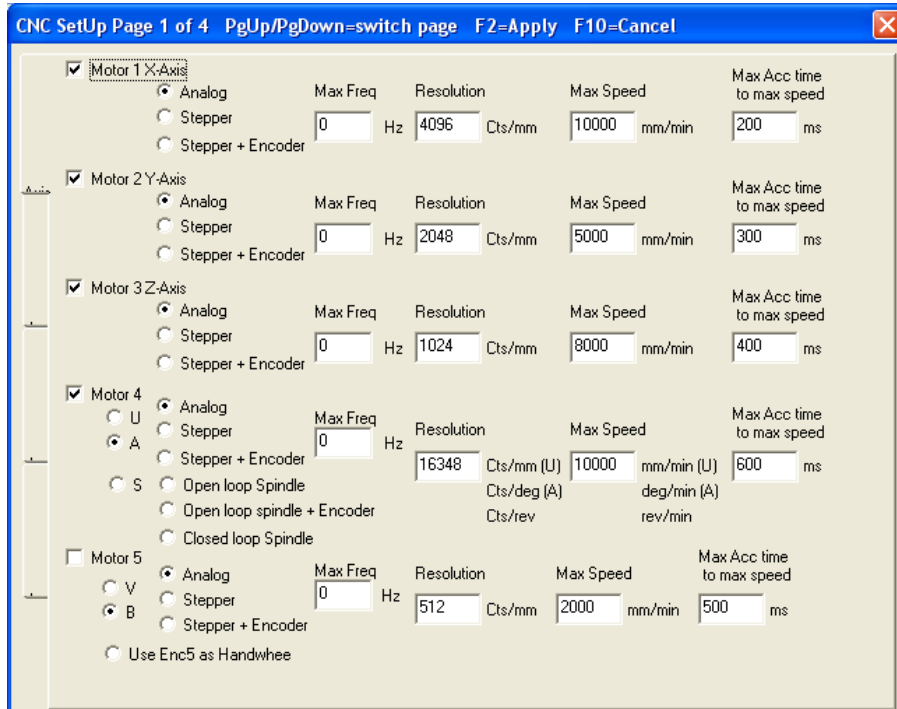 CNC SetUp Page 1 of 4 PgUp/PgDown=switch page F2=Apply F10=Cancel
Motor 1 X-Axis
Analog
Stepper
Stepper + Encoder
Max Freq
0 Hz
Resolution
4096 Cts/mm
Max Speed
10000 mm/min
Max Acc time
to max speed
200 ms
Motor 2 Y-Axis
Analog
Stepper
Stepper + Encoder
Max Freq
0 Hz
Resolution
2048 Cts/mm
Max Speed
5000 mm/min
Max Acc time
to max speed
300 ms
Motor 3 Z-Axis
Analog
Stepper
Stepper + Encoder
Max Freq
0 Hz
Resolution
1024 Cts/mm
Max Speed
8000 mm/min
Max Acc time
to max speed
400 ms
Motor 4
U
A
S
Analog
Stepper
Stepper + Encoder
Open loop Spindle
Open loop spindle + Encoder
Closed loop Spindle
Max Freq
0 Hz
Resolution
16348 Cts/mm (U)
Cts/deg (A)
Cts/rev
Max Speed
10000 mm/min (U)
deg/min (A)
rev/min
Max Acc time
to max speed
600 ms
Motor 5
V
B
Analog
Stepper
Stepper + Encoder
Use Enc5 as Handwhee
Max Freq
0 Hz
Resolution
512 Cts/mm
Max Speed
2000 mm/min
Max Acc time
to max speed
500 ms